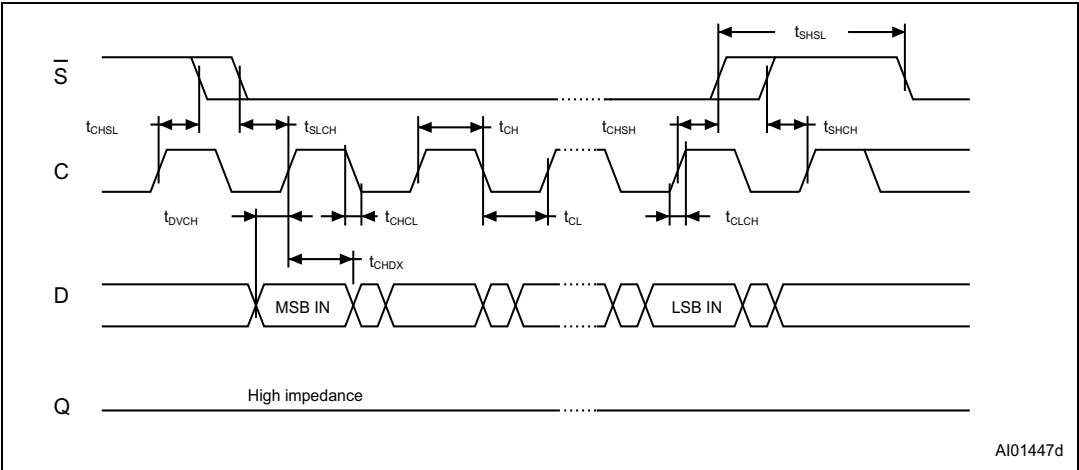 tSHSL
S̅
tCHSL
tSLCH
tCH
tCHSH
tSHCH
C
tDVCH
tCHCL
tCL
tCLCH
tCHDX
D
MSB IN
LSB IN
High impedance
Q
AI01447d